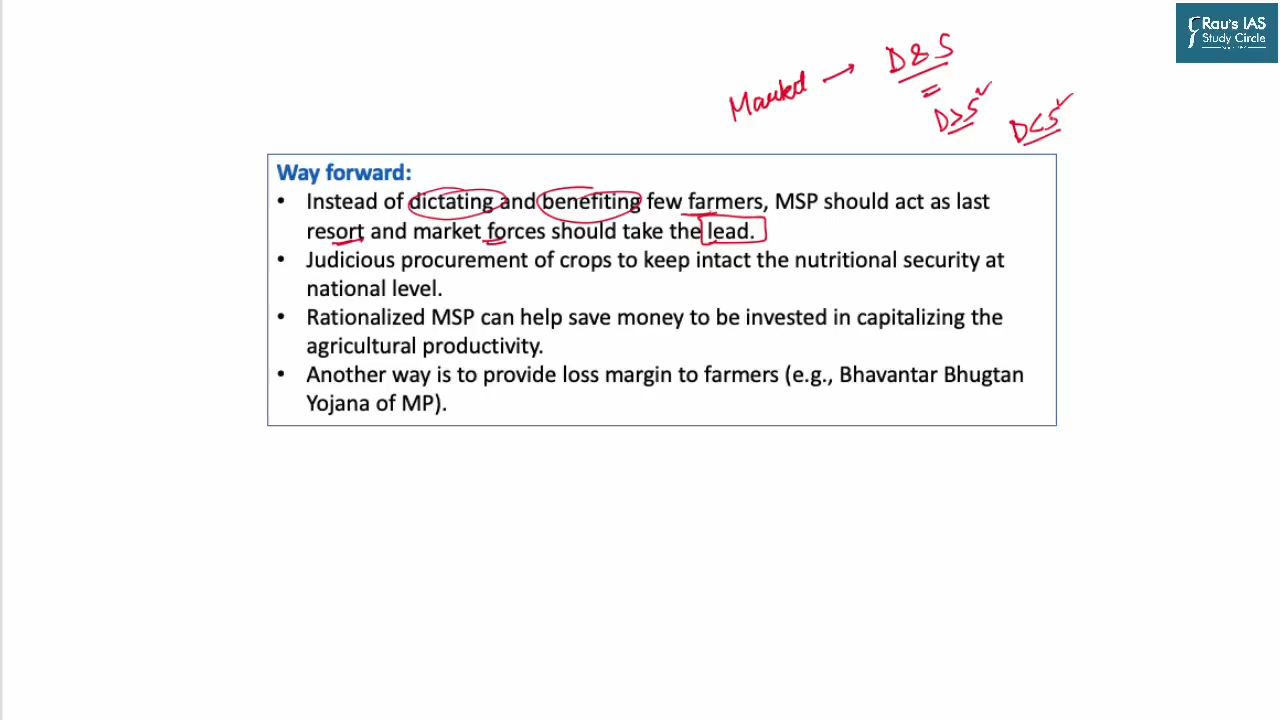 Rau's IAS
Study Circle
Market → D & S
D > S ✓
D < S ✓
Way forward:
• Instead of dictating and benefiting few farmers, MSP should act as last
resort and market forces should take the lead.
• Judicious procurement of crops to keep intact the nutritional security at
national level.
• Rationalized MSP can help save money to be invested in capitalizing the
agricultural productivity.
• Another way is to provide loss margin to farmers (e.g., Bhavantar Bhugtan
Yojana of MP).